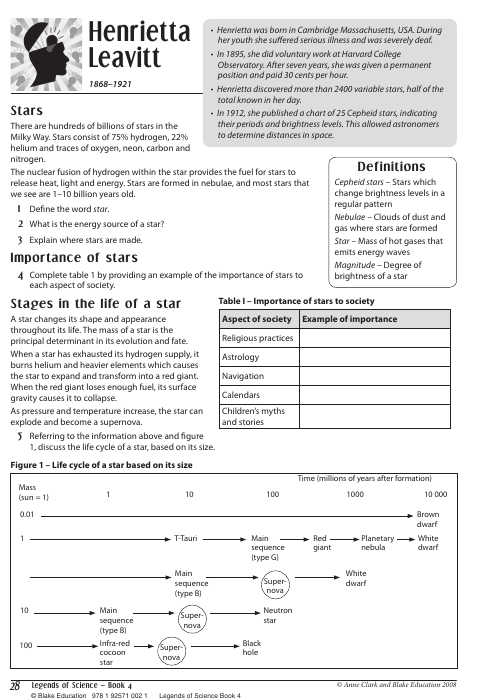 Henrietta
Leavitt
1868–1921
• Henrietta was born in Cambridge Massachusetts, USA. During
her youth she suffered serious illness and was severely deaf.
• In 1895, she did voluntary work at Harvard College
Observatory. After seven years, she was given a permanent
position and paid 30 cents per hour.
• Henrietta discovered more than 2400 variable stars, half of the
total known in her day.
• In 1912, she published a chart of 25 Cepheid stars, indicating
their periods and brightness levels. This allowed astronomers
to determine distances in space.
Stars
There are hundreds of billions of stars in the
Milky Way. Stars consist of 75% hydrogen, 22%
helium and traces of oxygen, neon, carbon and
nitrogen.
The nuclear fusion of hydrogen within the star provides the fuel for stars to
release heat, light and energy. Stars are formed in nebulae, and most stars that
we see are 1–10 billion years old.
1 Define the word star.
2 What is the energy source of a star?
3 Explain where stars are made.
Definitions
Cepheid stars – Stars which
change brightness levels in a
regular pattern
Nebulae – Clouds of dust and
gas where stars are formed
Star – Mass of hot gases that
emits energy waves
Magnitude – Degree of
brightness of a star
Importance of stars
4 Complete table 1 by providing an example of the importance of stars to
each aspect of society.
Stages in the life of a star
A star changes its shape and appearance
throughout its life. The mass of a star is the
principal determinant in its evolution and fate.
When a star has exhausted its hydrogen supply, it
burns helium and heavier elements which causes
the star to expand and transform into a red giant.
When the red giant loses enough fuel, its surface
gravity causes it to collapse.
As pressure and temperature increase, the star can
explode and become a supernova.
5 Referring to the information above and figure
1, discuss the life cycle of a star, based on its size.
Table I – Importance of stars to society
Aspect of society Example of importance
Religious practices
Astrology
Navigation
Calendars
Children's myths
and stories
Figure 1 – Life cycle of a star based on its size
Time (millions of years after formation)
Mass
(sun = 1) 1 10 100 1000 10 000
0.01 Brown
dwarf
1 T-Tauri Main
sequence
(type G) Red
giant Planetary
nebula White
dwarf
Main
sequence
(type B) Super-
nova White
dwarf
10 Main
sequence
(type B) Super-
nova Neutron
star
100 Infra-red
cocoon
star Super-
nova Black
hole
28 Legends of Science – Book 4 © Anne Clark and Blake Education 2008
© Blake Education 978 1 92571 002 1 Legends of Science Book 4